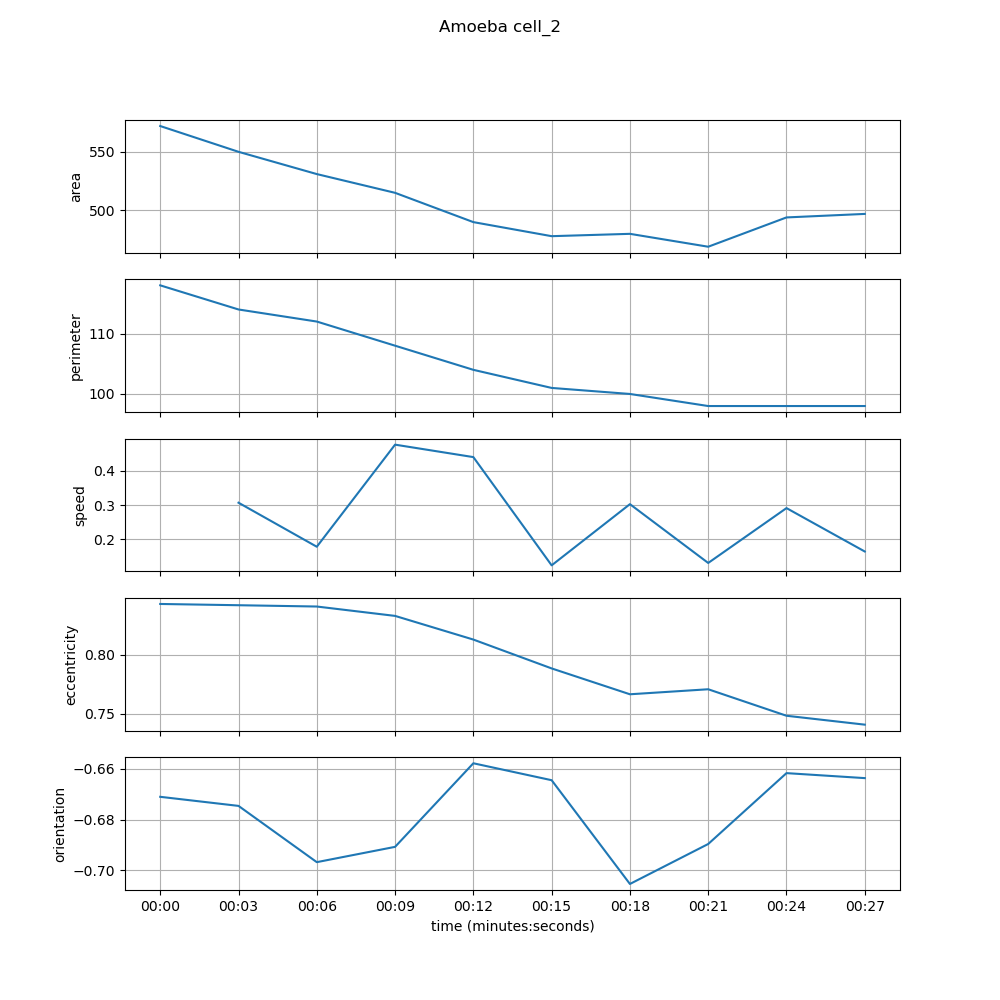 Amoeba cell_2
550
500
area
110
100
perimeter
0.4
0.3
0.2
speed
0.80
0.75
eccentricity
−0.66
−0.68
−0.70
orientation
00:00 00:03 00:06 00:09 00:12 00:15 00:18 00:21 00:24 00:27
time (minutes:seconds)